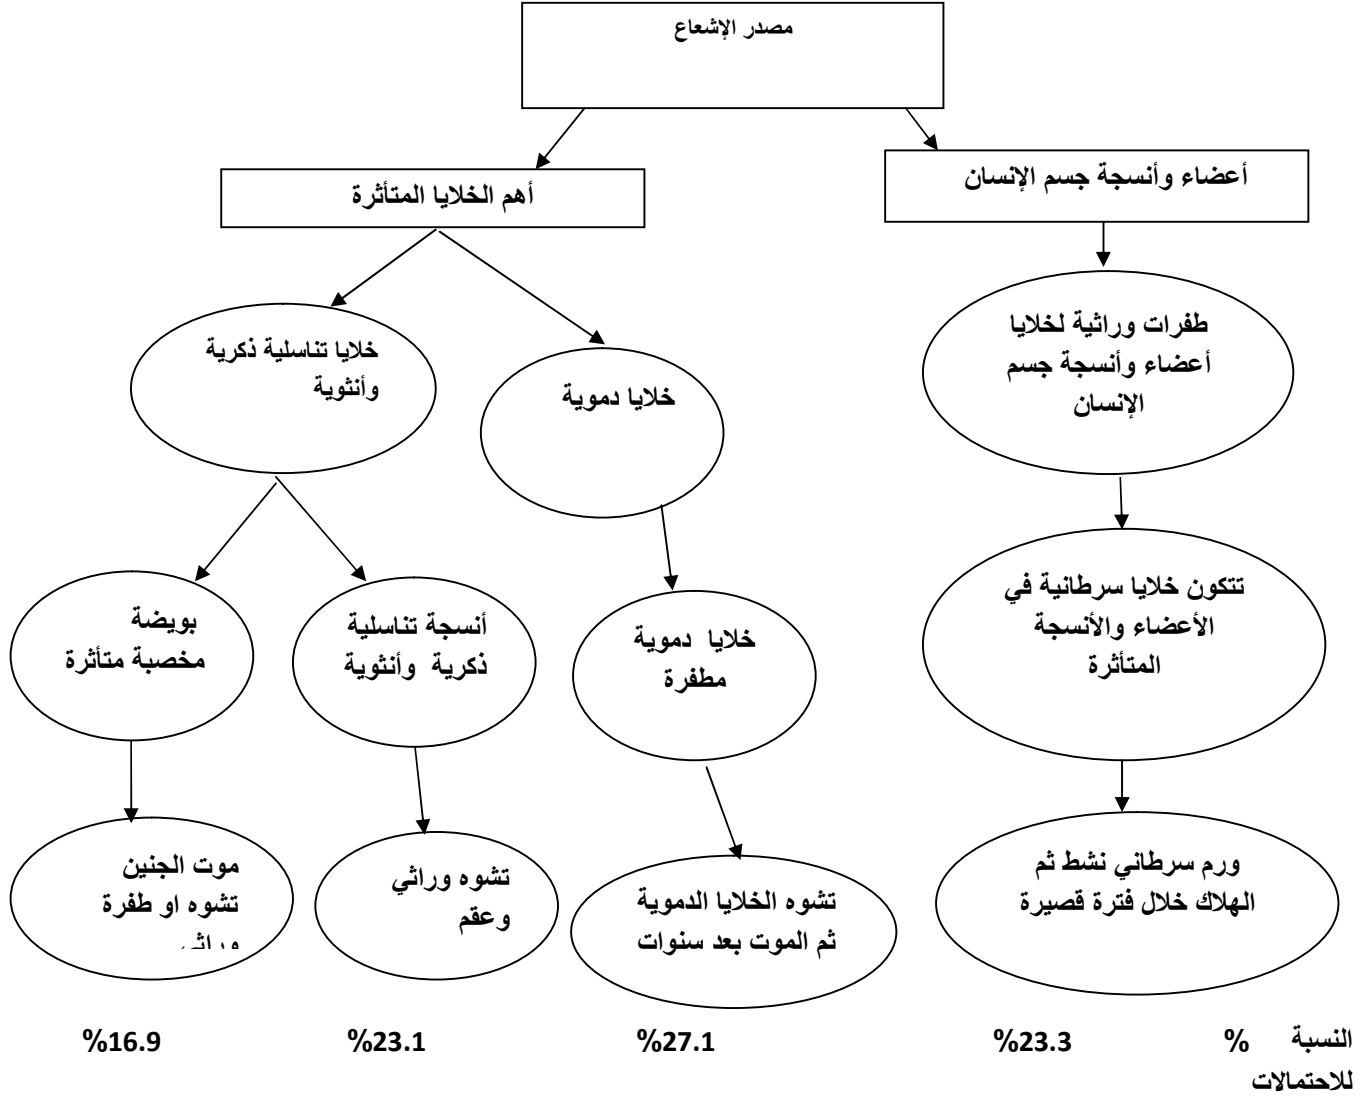 مصدر الإشعاع
أعضاء وأنسجة جسم الإنسان
أهم الخلايا المتأثرة
طفرات وراثية لخلايا
أعضاء وأنسجة جسم
الإنسان
خلايا دموية
خلايا تناسلية ذكرية
وأنثوية
تتكون خلايا سرطانية في
الأعضاء والأنسجة
المتأثرة
خلايا دموية
مطفرة
أنسجة تناسلية
ذكرية وأنثوية
بويضة
مخصبة متأثرة
ورم سرطاني نشط ثم
الهلاك خلال فترة قصيرة
تشوه الخلايا الدموية
ثم الموت بعد سنوات
تشوه وراثي
وعقم
موت الجنين
تشوه او طفرة
وراثي
النسبة % %23.3 %27.1 %23.1 %16.9
للاحتمالات